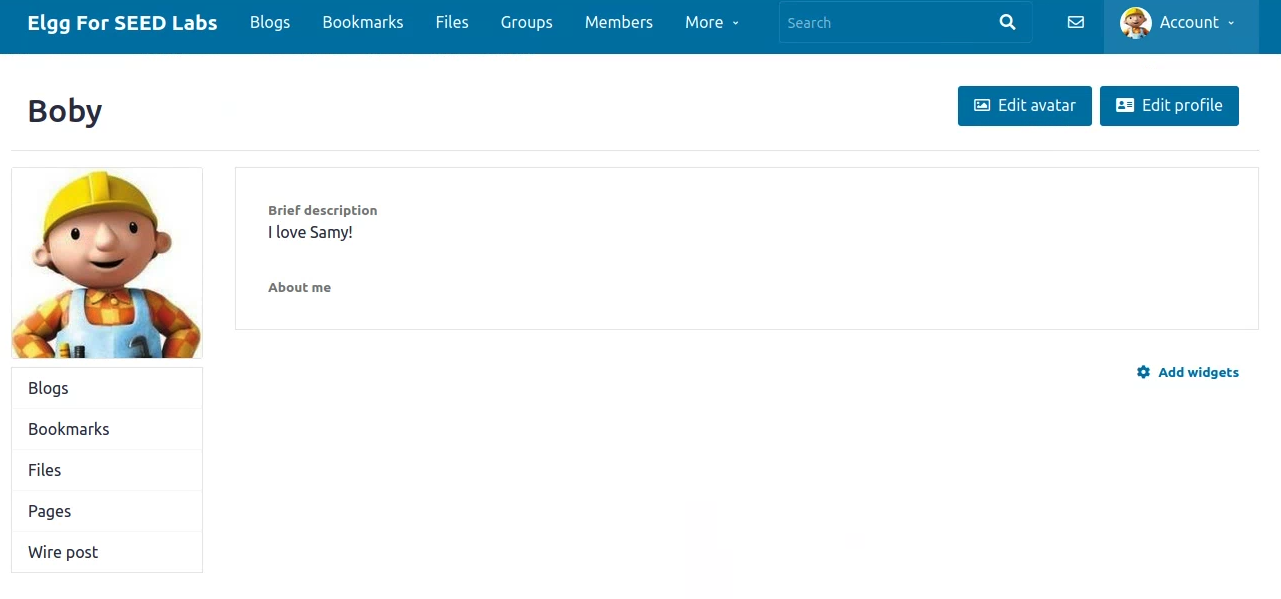 Elgg For SEED Labs Blogs Bookmarks Files Groups Members More Search Account
Boby
Edit avatar Edit profile
Brief description
I love Samy!
About me
Add widgets
Blogs
Bookmarks
Files
Pages
Wire post